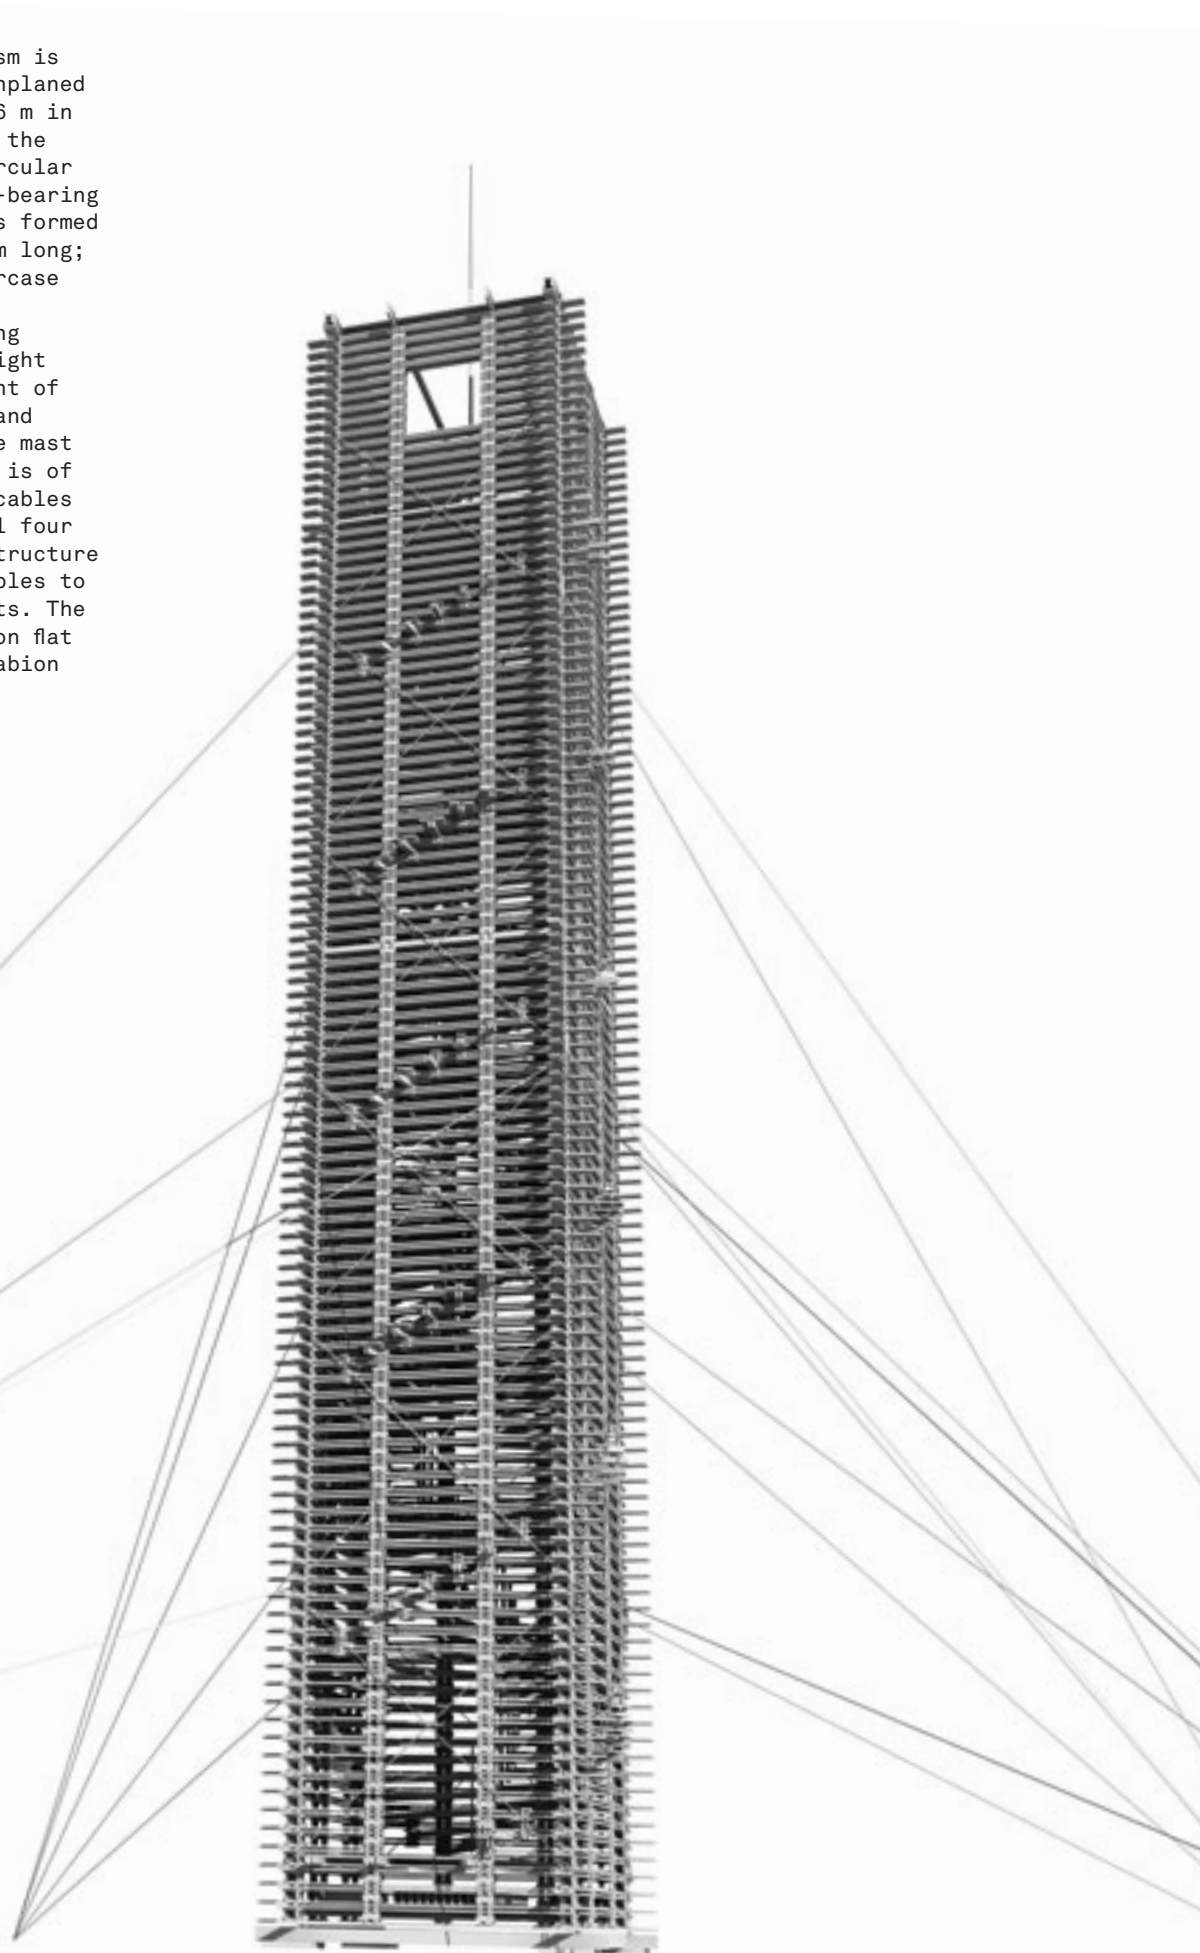 sm is
nplaned
6 m in
the
rcular
-bearing
s formed
m long;
rcase
ng
ight
nt of
and
e mast
is of
cables
l four
tructure
bles to
ts. The
on flat
abion